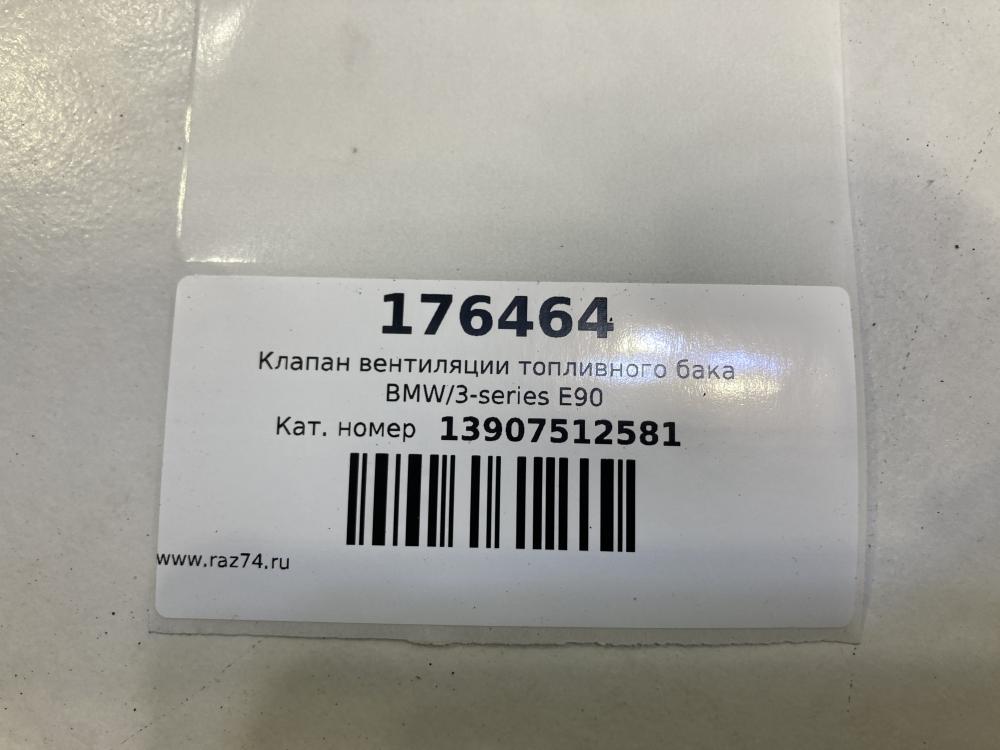 176464
Клапан вентиляции топливного бака
BMW/3-series E90
Кат. номер 13907512581
www.raz74.ru